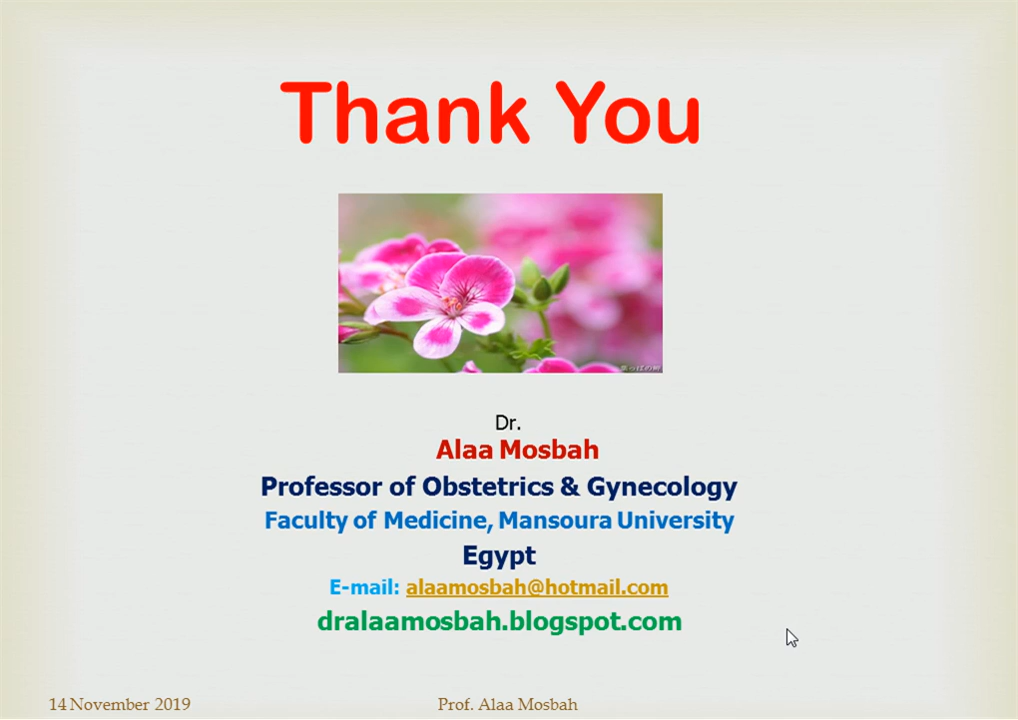 Thank You
Dr.
Alaa Mosbah
Professor of Obstetrics & Gynecology
Faculty of Medicine, Mansoura University
Egypt
E-mail: alaamosbah@hotmail.com
dralaamosbah.blogspot.com
14 November 2019
Prof. Alaa Mosbah